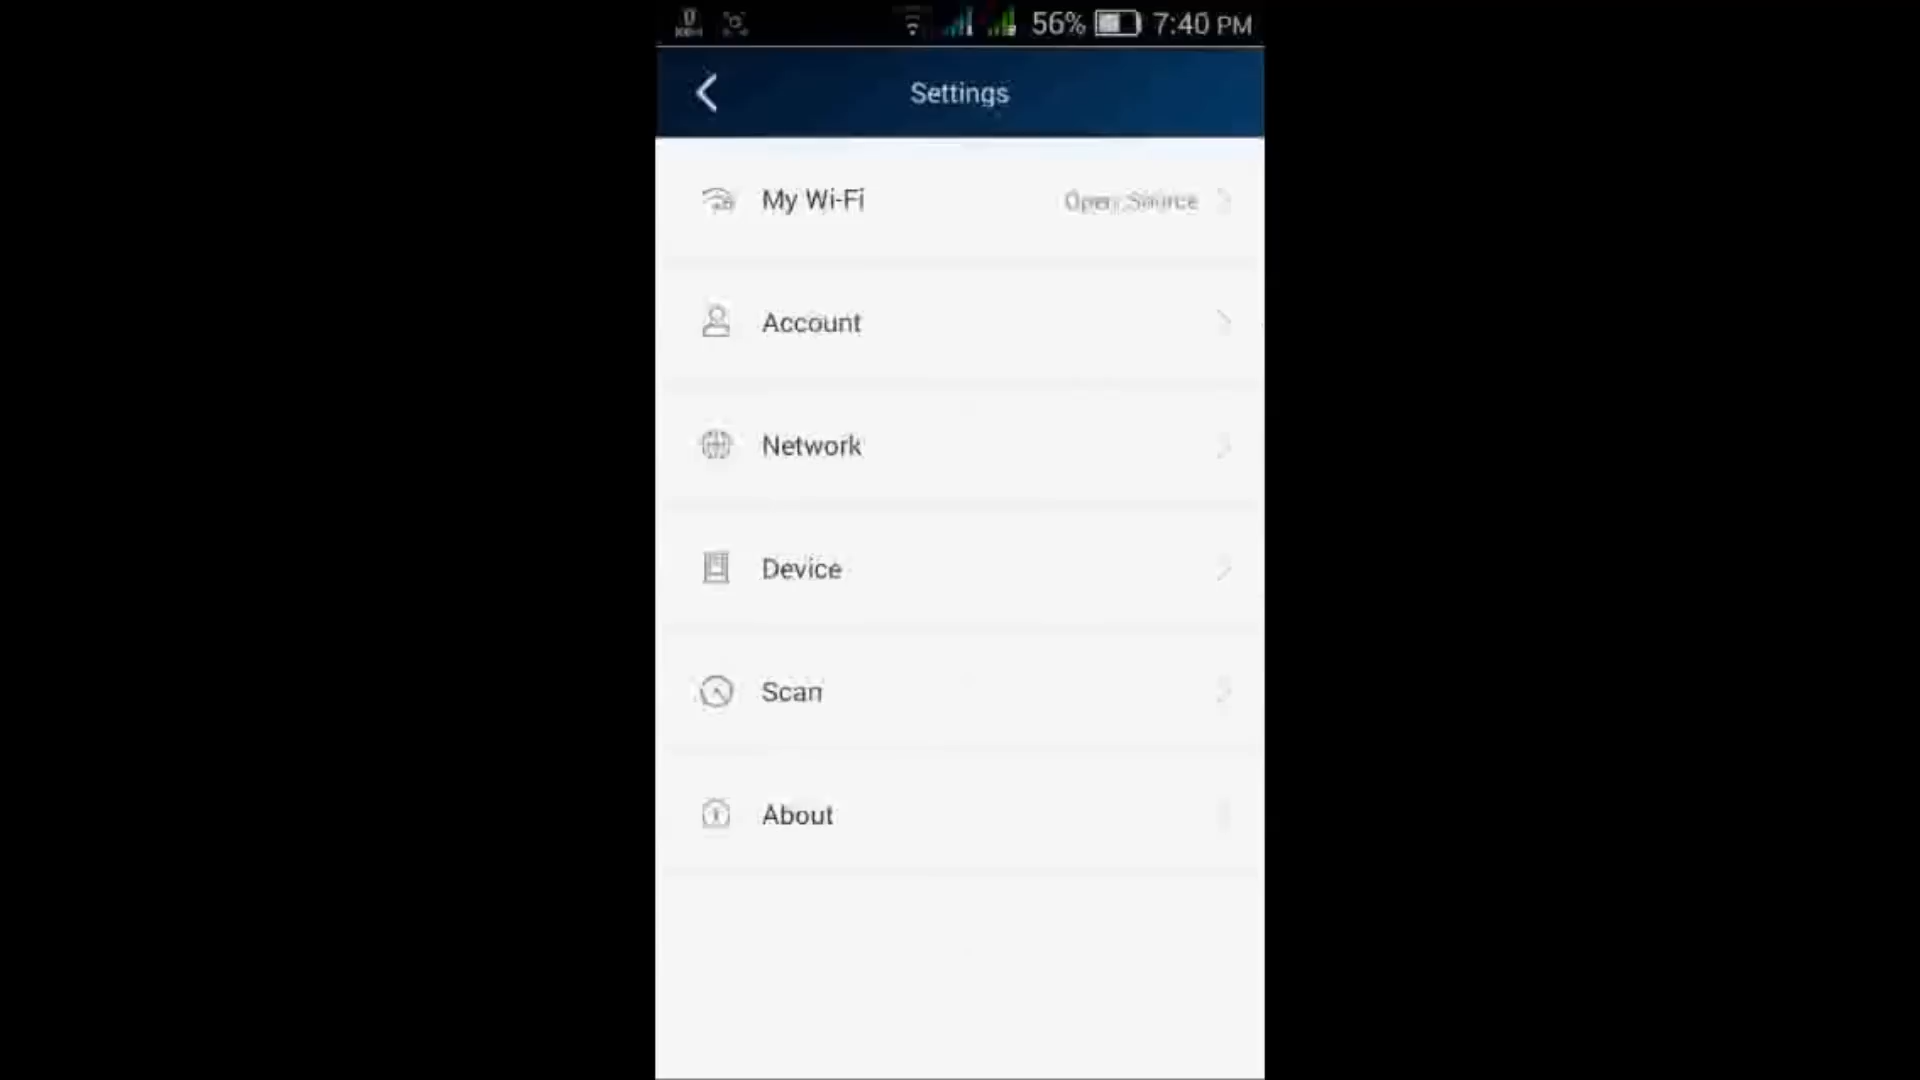 56% 7:40 PM
Settings
My Wi-Fi Open Source
Account
Network
Device
Scan
About